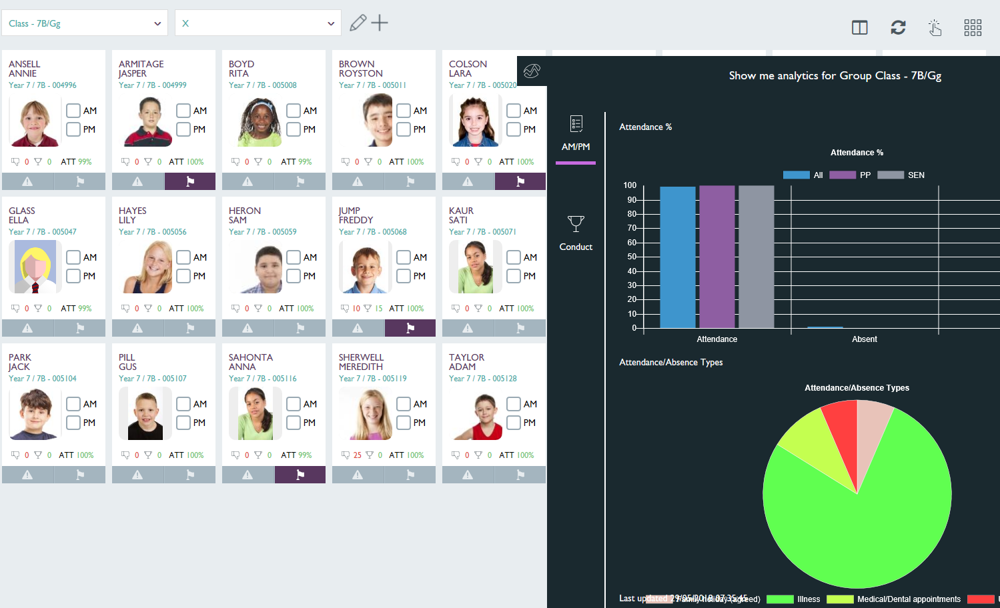 Class - 7B/Gg
X
ANSELL
ANNIE
Year 7 / 7B - 004996
AM
PM
0 0 ATT 99%
ARMITAGE
JASPER
Year 7 / 7B - 004999
AM
PM
0 0 ATT 100%
BOYD
RITA
Year 7 / 7B - 005008
AM
PM
0 0 ATT 99%
BROWN
ROYSTON
Year 7 / 7B - 005011
AM
PM
0 0 ATT 100%
COLSON
LARA
Year 7 / 7B - 005020
AM
PM
0 0 ATT 100%
GLASS
ELLA
Year 7 / 7B - 005047
AM
PM
0 0 ATT 99%
HAYES
LILY
Year 7 / 7B - 005056
AM
PM
0 0 ATT 100%
HERON
SAM
Year 7 / 7B - 005059
AM
PM
0 0 ATT 100%
JUMP
FREDDY
Year 7 / 7B - 005068
AM
PM
10 15 ATT 100%
KAUR
SATI
Year 7 / 7B - 005071
AM
PM
0 0 ATT 100%
PARK
JACK
Year 7 / 7B - 005104
AM
PM
0 0 ATT 100%
PILL
GUS
Year 7 / 7B - 005107
AM
PM
0 0 ATT 100%
SAHONTA
ANNA
Year 7 / 7B - 005116
AM
PM
0 0 ATT 99%
SHERWELL
MEREDITH
Year 7 / 7B - 005119
AM
PM
25 0 ATT 100%
TAYLOR
ADAM
Year 7 / 7B - 005128
AM
PM
0 0 ATT 100%
Show me analytics for Group Class - 7B/Gg
AM/PM
Conduct
Attendance %
Attendance %
All PP SEN
100
90
80
70
60
50
40
30
20
10
0
Attendance Absent
Attendance/Absence Types
Attendance/Absence Types
Last updated 29/05/2018 07:35:45
Family holiday (agreed) Illness Medical/Dental appointments